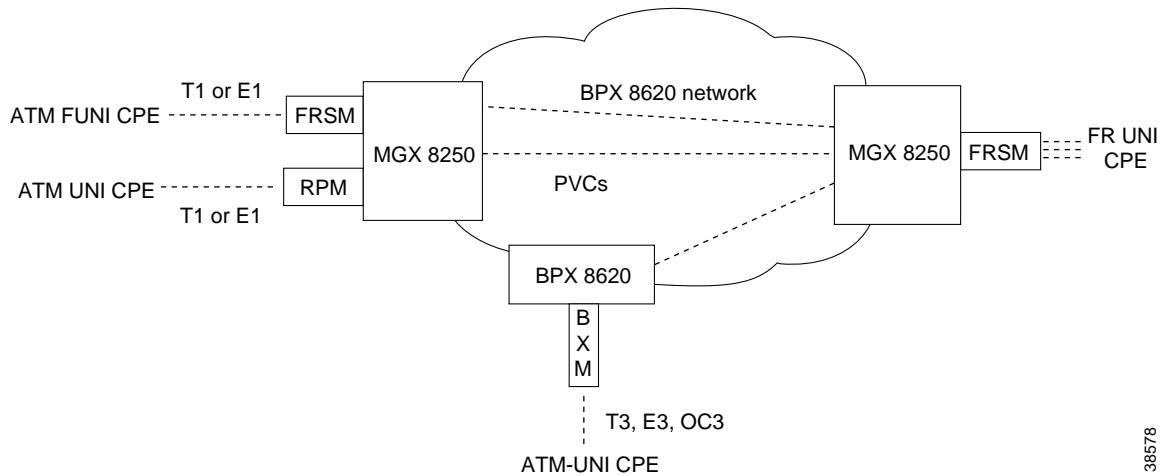 T1 or E1
ATM FUNI CPE
FRSM
BPX 8620 network
MGX 8250
MGX 8250
FRSM
FR UNI
CPE
ATM UNI CPE
RPM
PVCs
T1 or E1
BPX 8620
B
X
M
T3, E3, OC3
ATM-UNI CPE
38578